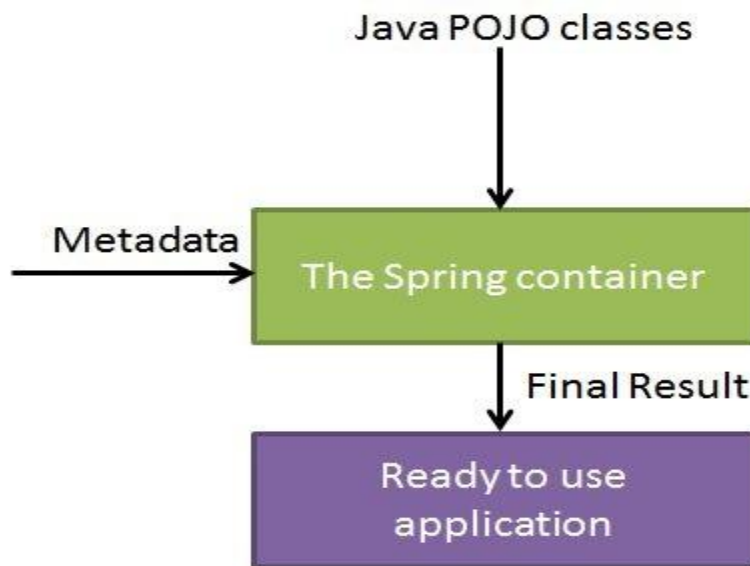 Java POJO classes
Metadata
The Spring container
Final Result
Ready to use
application